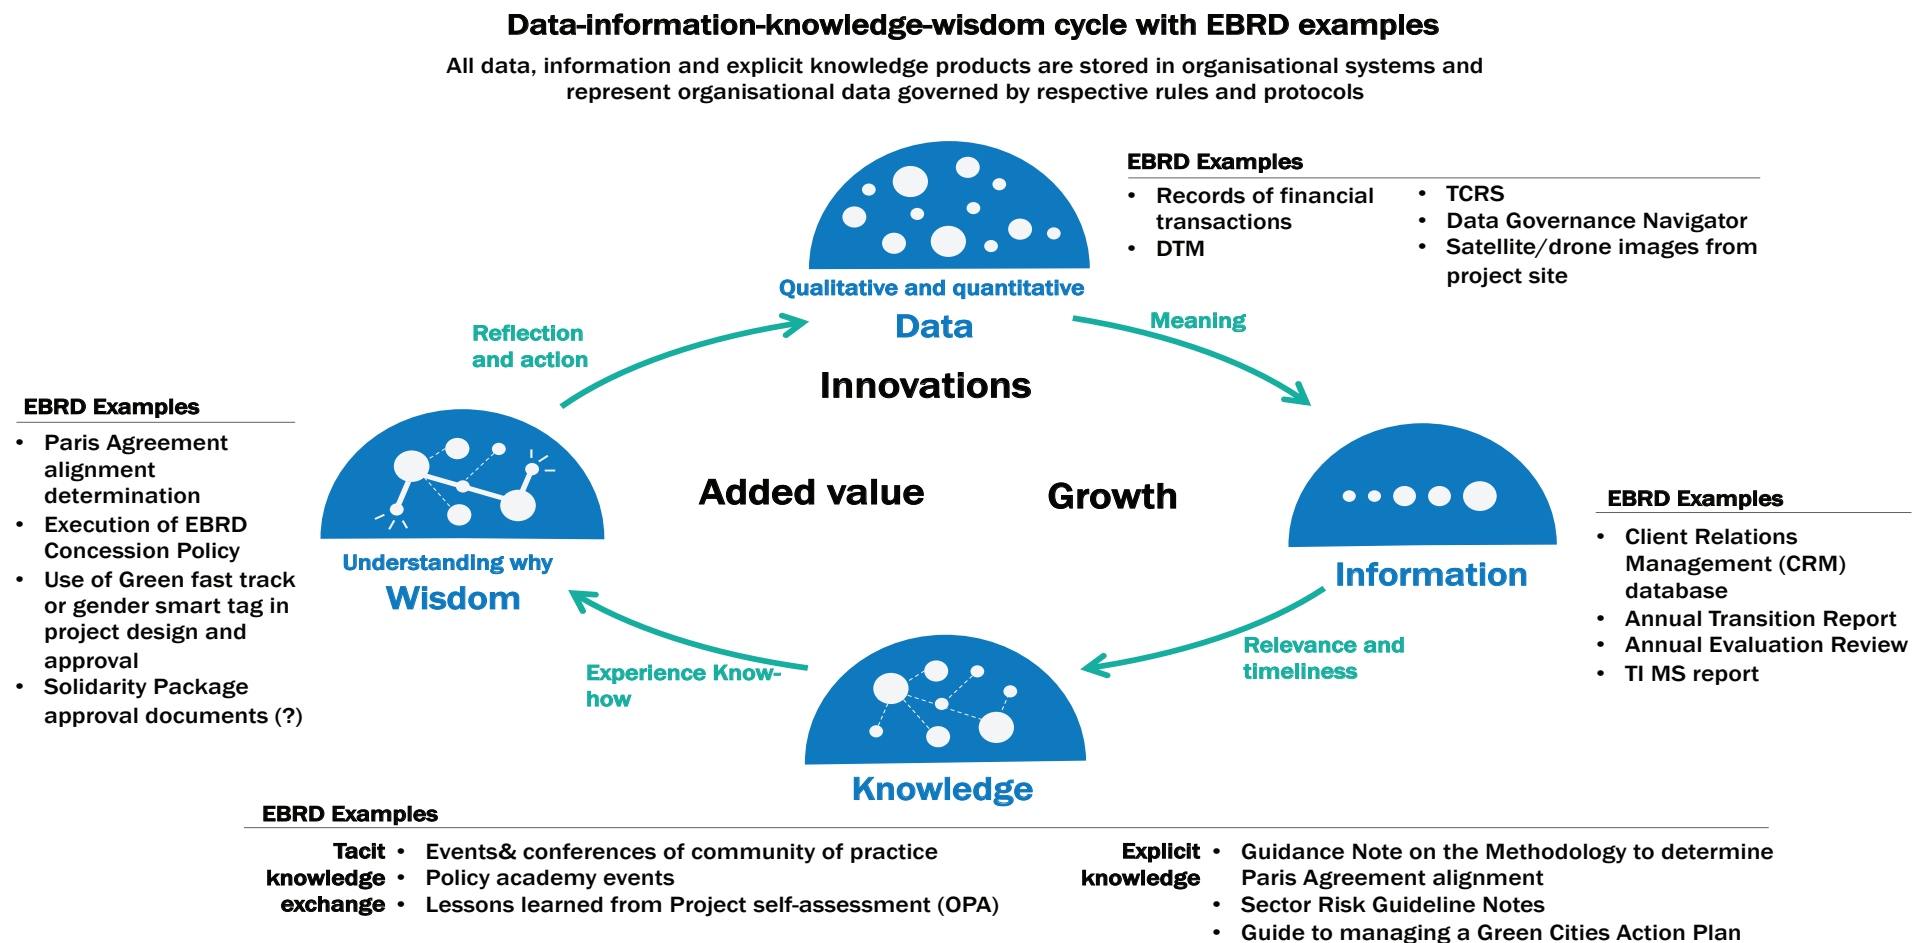 Data-information-knowledge-wisdom cycle with EBRD examples
All data, information and explicit knowledge products are stored in organisational systems and
represent organisational data governed by respective rules and protocols
EBRD Examples
• Records of financial
transactions
• DTM
• TCRS
• Data Governance Navigator
• Satellite/drone images from
project site
Qualitative and quantitative
Data
Meaning
Reflection
and action
Innovations
Added value
Growth
EBRD Examples
• Paris Agreement
alignment
determination
• Execution of EBRD
Concession Policy
• Use of Green fast track
or gender smart tag in
project design and
approval
• Solidarity Package
approval documents (?)
Understanding why
Wisdom
Information
EBRD Examples
• Client Relations
Management (CRM)
database
• Annual Transition Report
• Annual Evaluation Review
• TI MS report
Relevance and
timeliness
Experience Know-
how
Knowledge
EBRD Examples
Tacit
knowledge
exchange
• Events& conferences of community of practice
• Policy academy events
• Lessons learned from Project self-assessment (OPA)
Explicit
knowledge
• Guidance Note on the Methodology to determine
Paris Agreement alignment
• Sector Risk Guideline Notes
• Guide to managing a Green Cities Action Plan